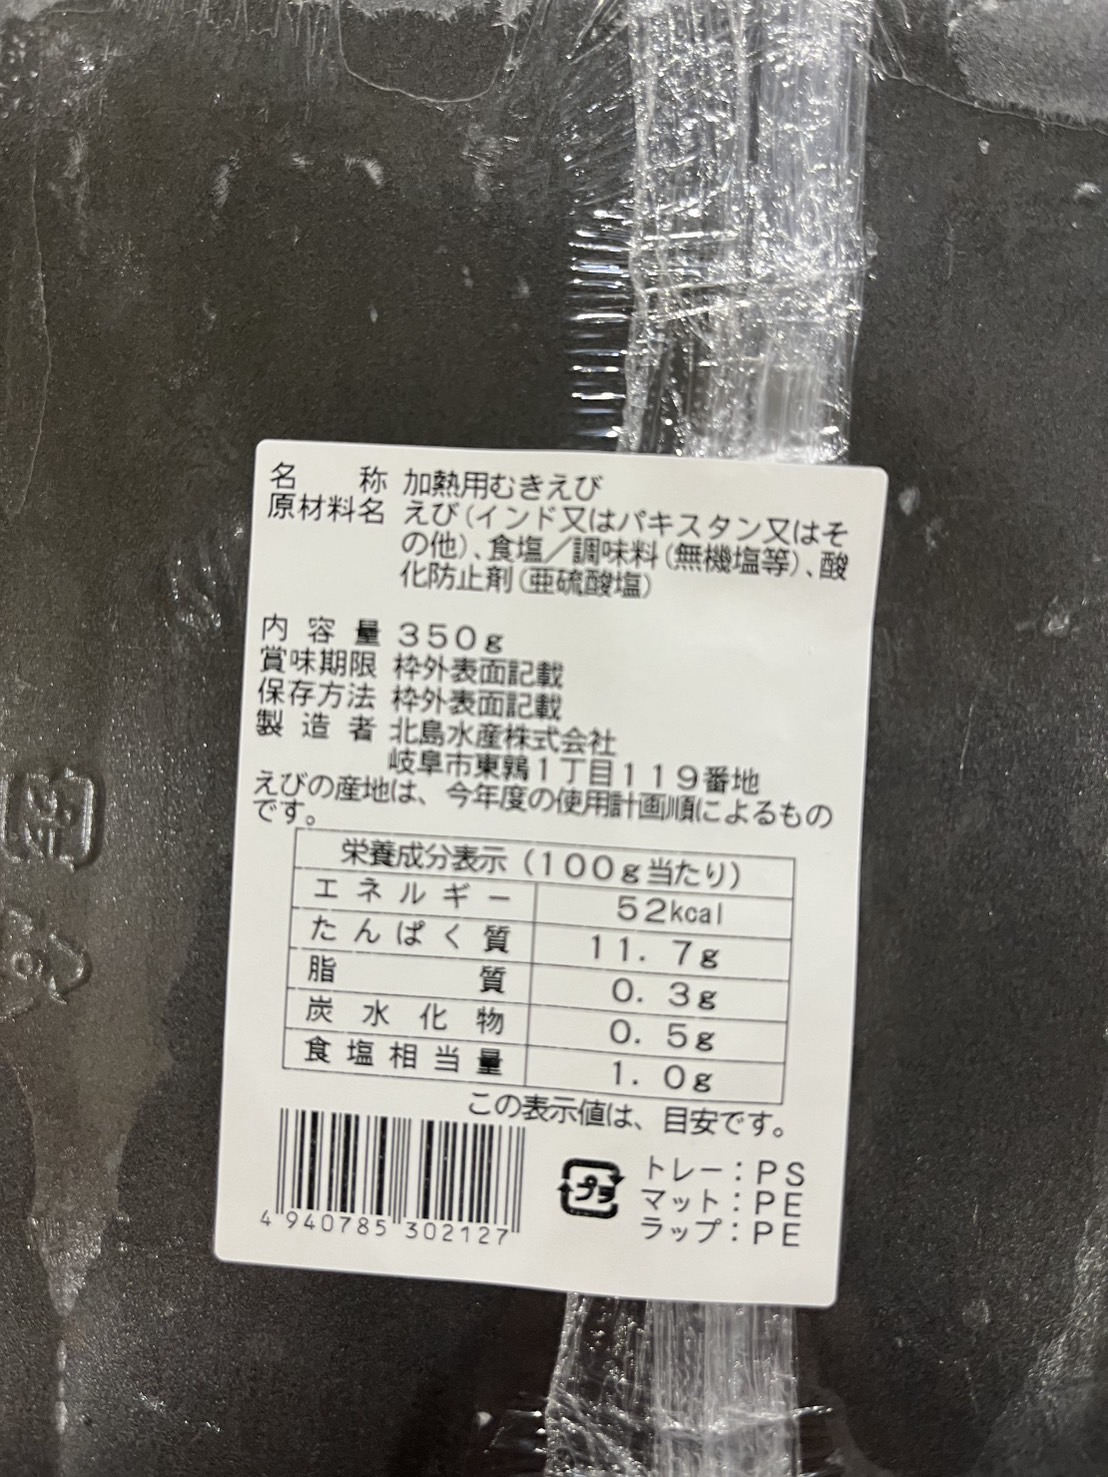 名称 加熱用むきえび
原材料名 えび(インド又はパキスタン又はそ
の他)、食塩／調味料(無機塩等)、酸
化防止剤(亜硫酸塩)
内容量 350g
賞味期限 枠外表面記載
保存方法 枠外表面記載
製造者 北島水産株式会社
岐阜市東鶉1丁目119番地
えびの産地は、今年度の使用計画順によるもの
です。
栄養成分表示(100g当たり)
エネルギー 52kcal
たんぱく質 11.7g
脂質 0.3g
炭水化物 0.5g
食塩相当量 1.0g
この表示値は、目安です。
4940785302127
プラ
トレー：PS
マット：PE
ラップ：PE